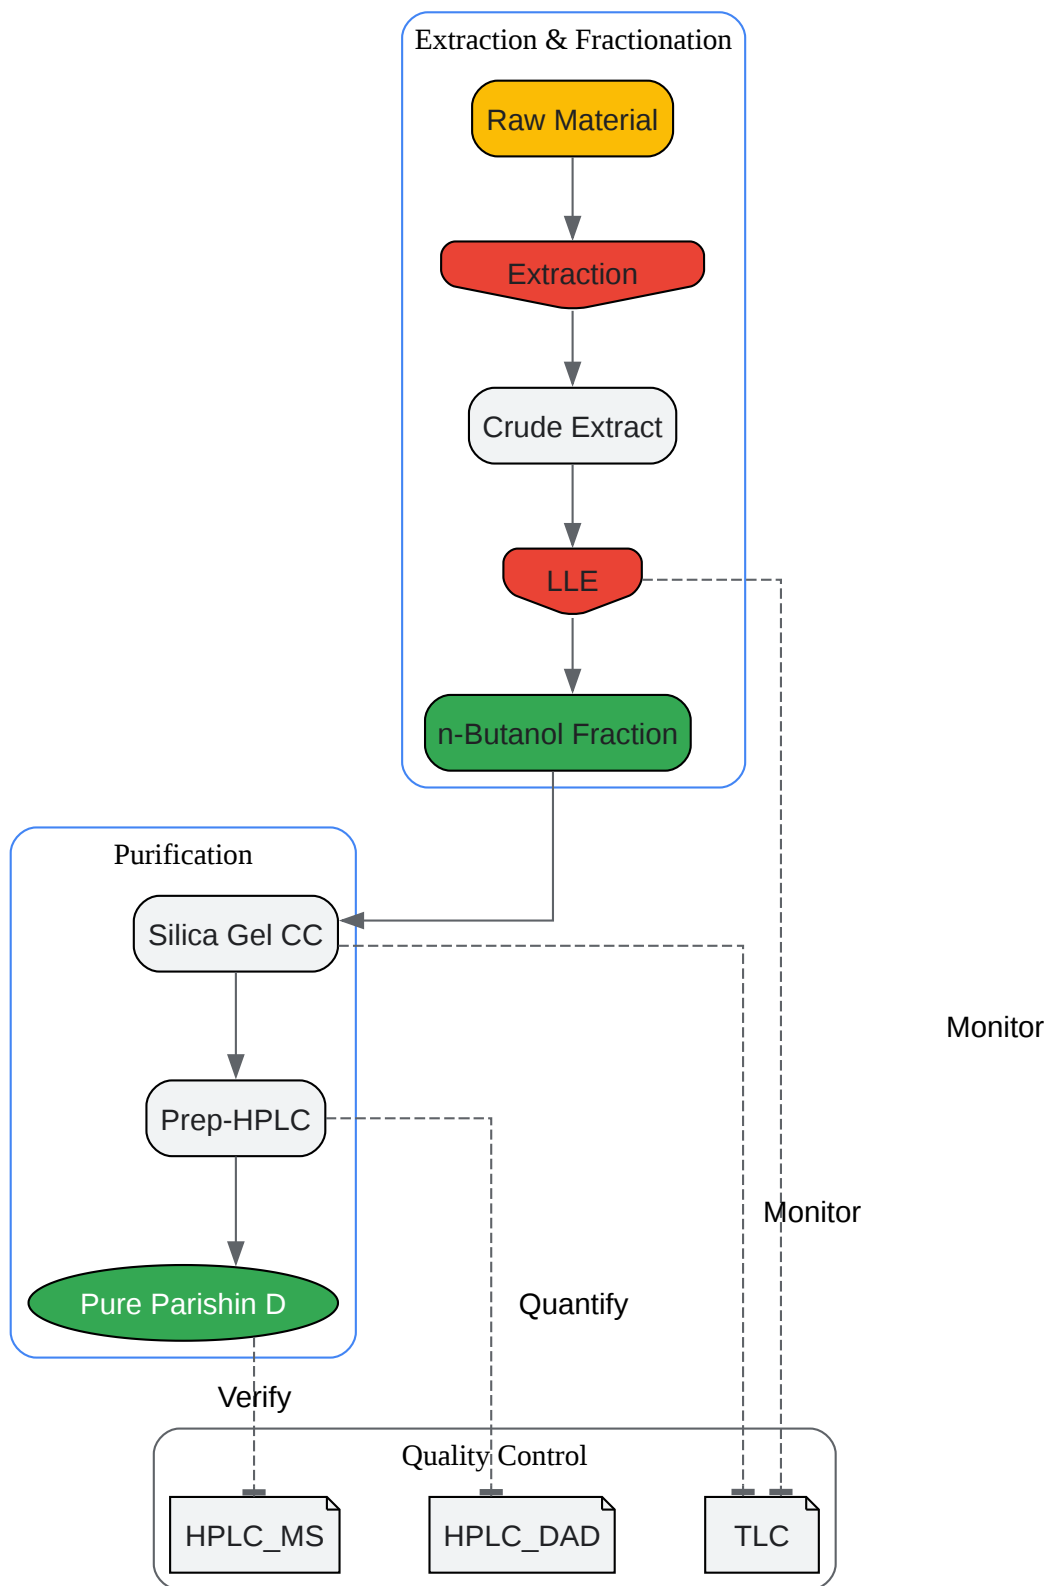 Extraction & Fractionation
Raw Material
Extraction
Crude Extract
LLE
n-Butanol Fraction
Purification
Silica Gel CC
Monitor
Prep-HPLC
Monitor
Pure Parishin D
Quantify
Verify
Quality Control
HPLC_MS
HPLC_DAD
TLC